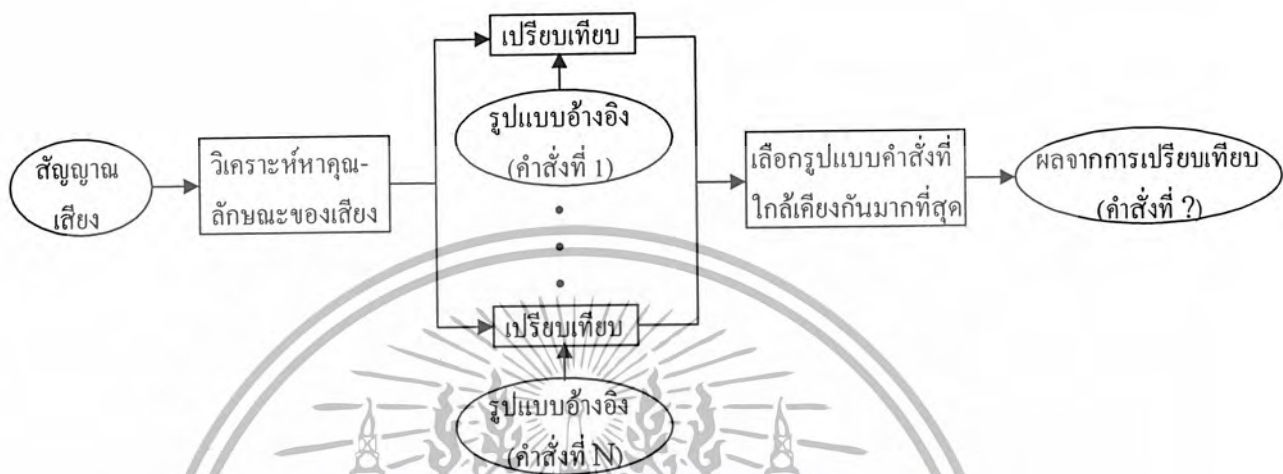 สัญญาณ
เสียง
วิเคราะห์หาคุณ-
ลักษณะของเสียง
เปรียบเทียบ
รูปแบบอ้างอิง
(คำสั่งที่ 1)
เปรียบเทียบ
รูปแบบอ้างอิง
(คำสั่งที่ N)
เลือกรูปแบบคำสั่งที่
ใกล้เคียงกันมากที่สุด
ผลจากการเปรียบเทียบ
(คำสั่งที่ ?)